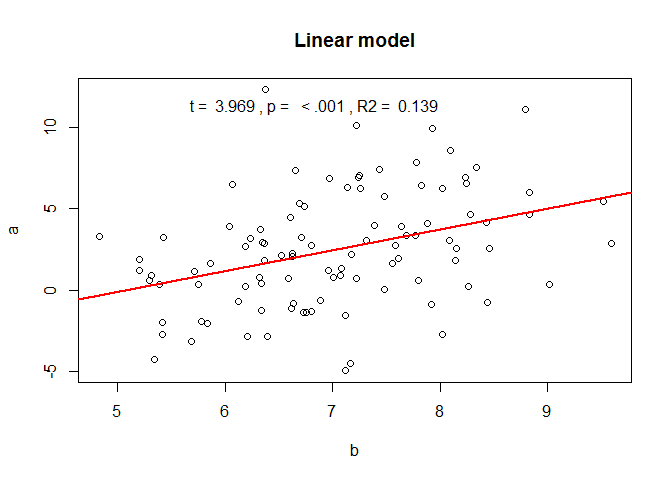 Linear model
t = 3.969 , p = < .001 , R2 = 0.139
10
5
0
-5
a
5 6 7 8 9
b